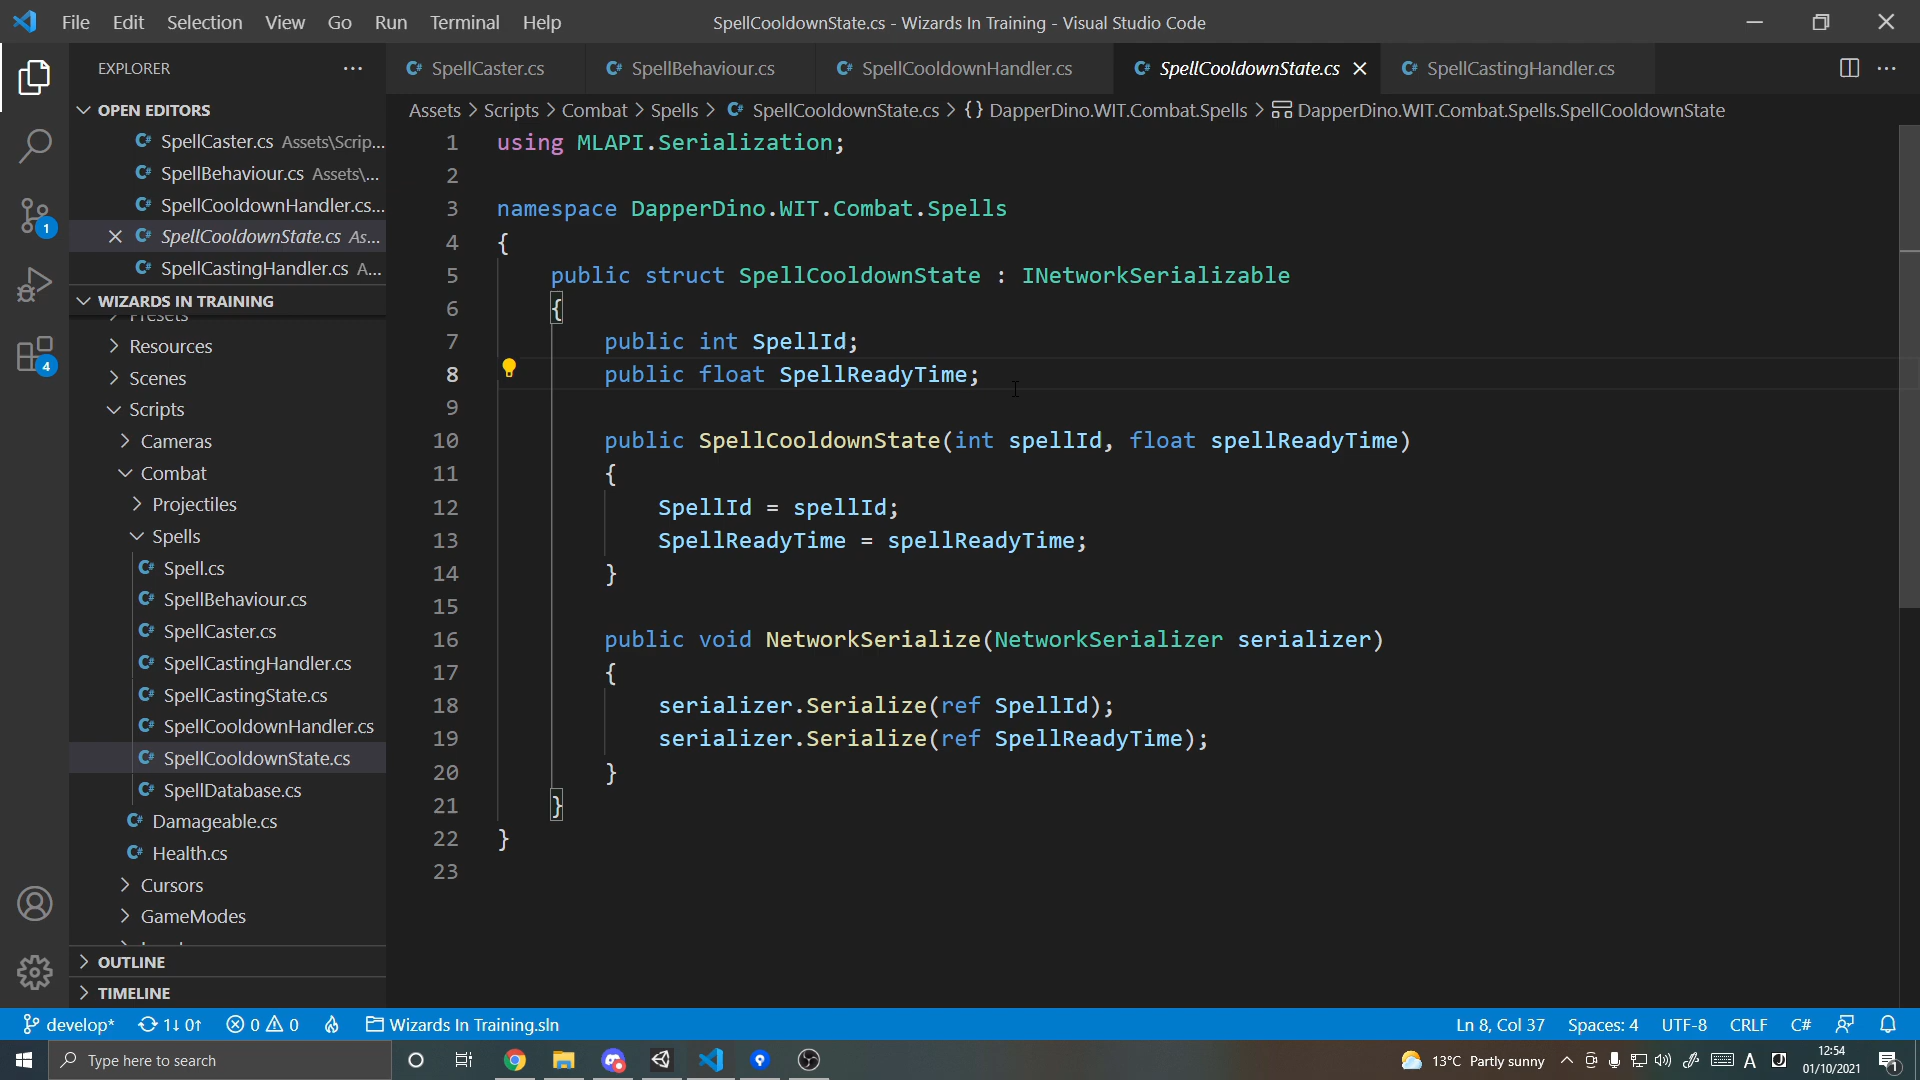 File Edit Selection View Go Run Terminal Help
SpellCooldownState.cs - Wizards In Training - Visual Studio Code
EXPLORER
SpellCaster.cs
SpellBehaviour.cs
SpellCooldownHandler.cs
SpellCooldownState.cs
SpellCastingHandler.cs
OPEN EDITORS
SpellCaster.cs Assets\Scrip...
SpellBehaviour.cs Assets\...
SpellCooldownHandler.cs...
SpellCooldownState.cs As...
SpellCastingHandler.cs A...
WIZARDS IN TRAINING
Presets
Resources
Scenes
Scripts
Cameras
Combat
Projectiles
Spells
Spell.cs
SpellBehaviour.cs
SpellCaster.cs
SpellCastingHandler.cs
SpellCastingState.cs
SpellCooldownHandler.cs
SpellCooldownState.cs
SpellDatabase.cs
Damageable.cs
Health.cs
Cursors
GameModes
OUTLINE
TIMELINE
1
4
Assets > Scripts > Combat > Spells > SpellCooldownState.cs > {} DapperDino.WIT.Combat.Spells > DapperDino.WIT.Combat.Spells.SpellCooldownState
1 using MLAPI.Serialization;
2
3 namespace DapperDino.WIT.Combat.Spells
4 {
5 public struct SpellCooldownState : INetworkSerializable
6 {
7 public int SpellId;
8 public float SpellReadyTime;
9
10 public SpellCooldownState(int spellId, float spellReadyTime)
11 {
12 SpellId = spellId;
13 SpellReadyTime = spellReadyTime;
14 }
15
16 public void NetworkSerialize(NetworkSerializer serializer)
17 {
18 serializer.Serialize(ref SpellId);
19 serializer.Serialize(ref SpellReadyTime);
20 }
21 }
22 }
23
develop* 1↓ 0↑ 0 0 Wizards In Training.sln
Ln 8, Col 37 Spaces: 4 UTF-8 CRLF C#
Type here to search
13°C Partly sunny
A
12:54
01/10/2021
1